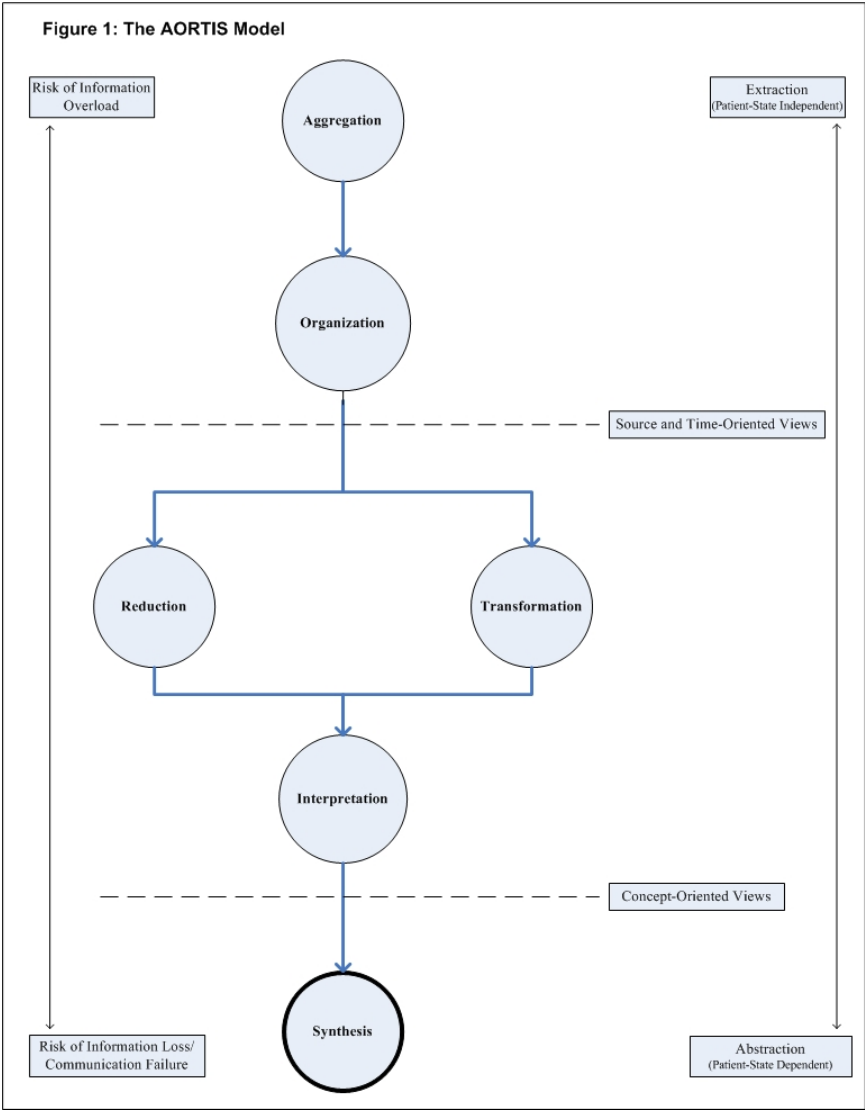 Figure 1: The AORTIS Model
Risk of Information
Overload
Aggregation
Extraction
(Patient-State Independent)
Organization
Source and Time-Oriented Views
Reduction
Transformation
Interpretation
Concept-Oriented Views
Synthesis
Risk of Information Loss/
Communication Failure
Abstraction
(Patient-State Dependent)